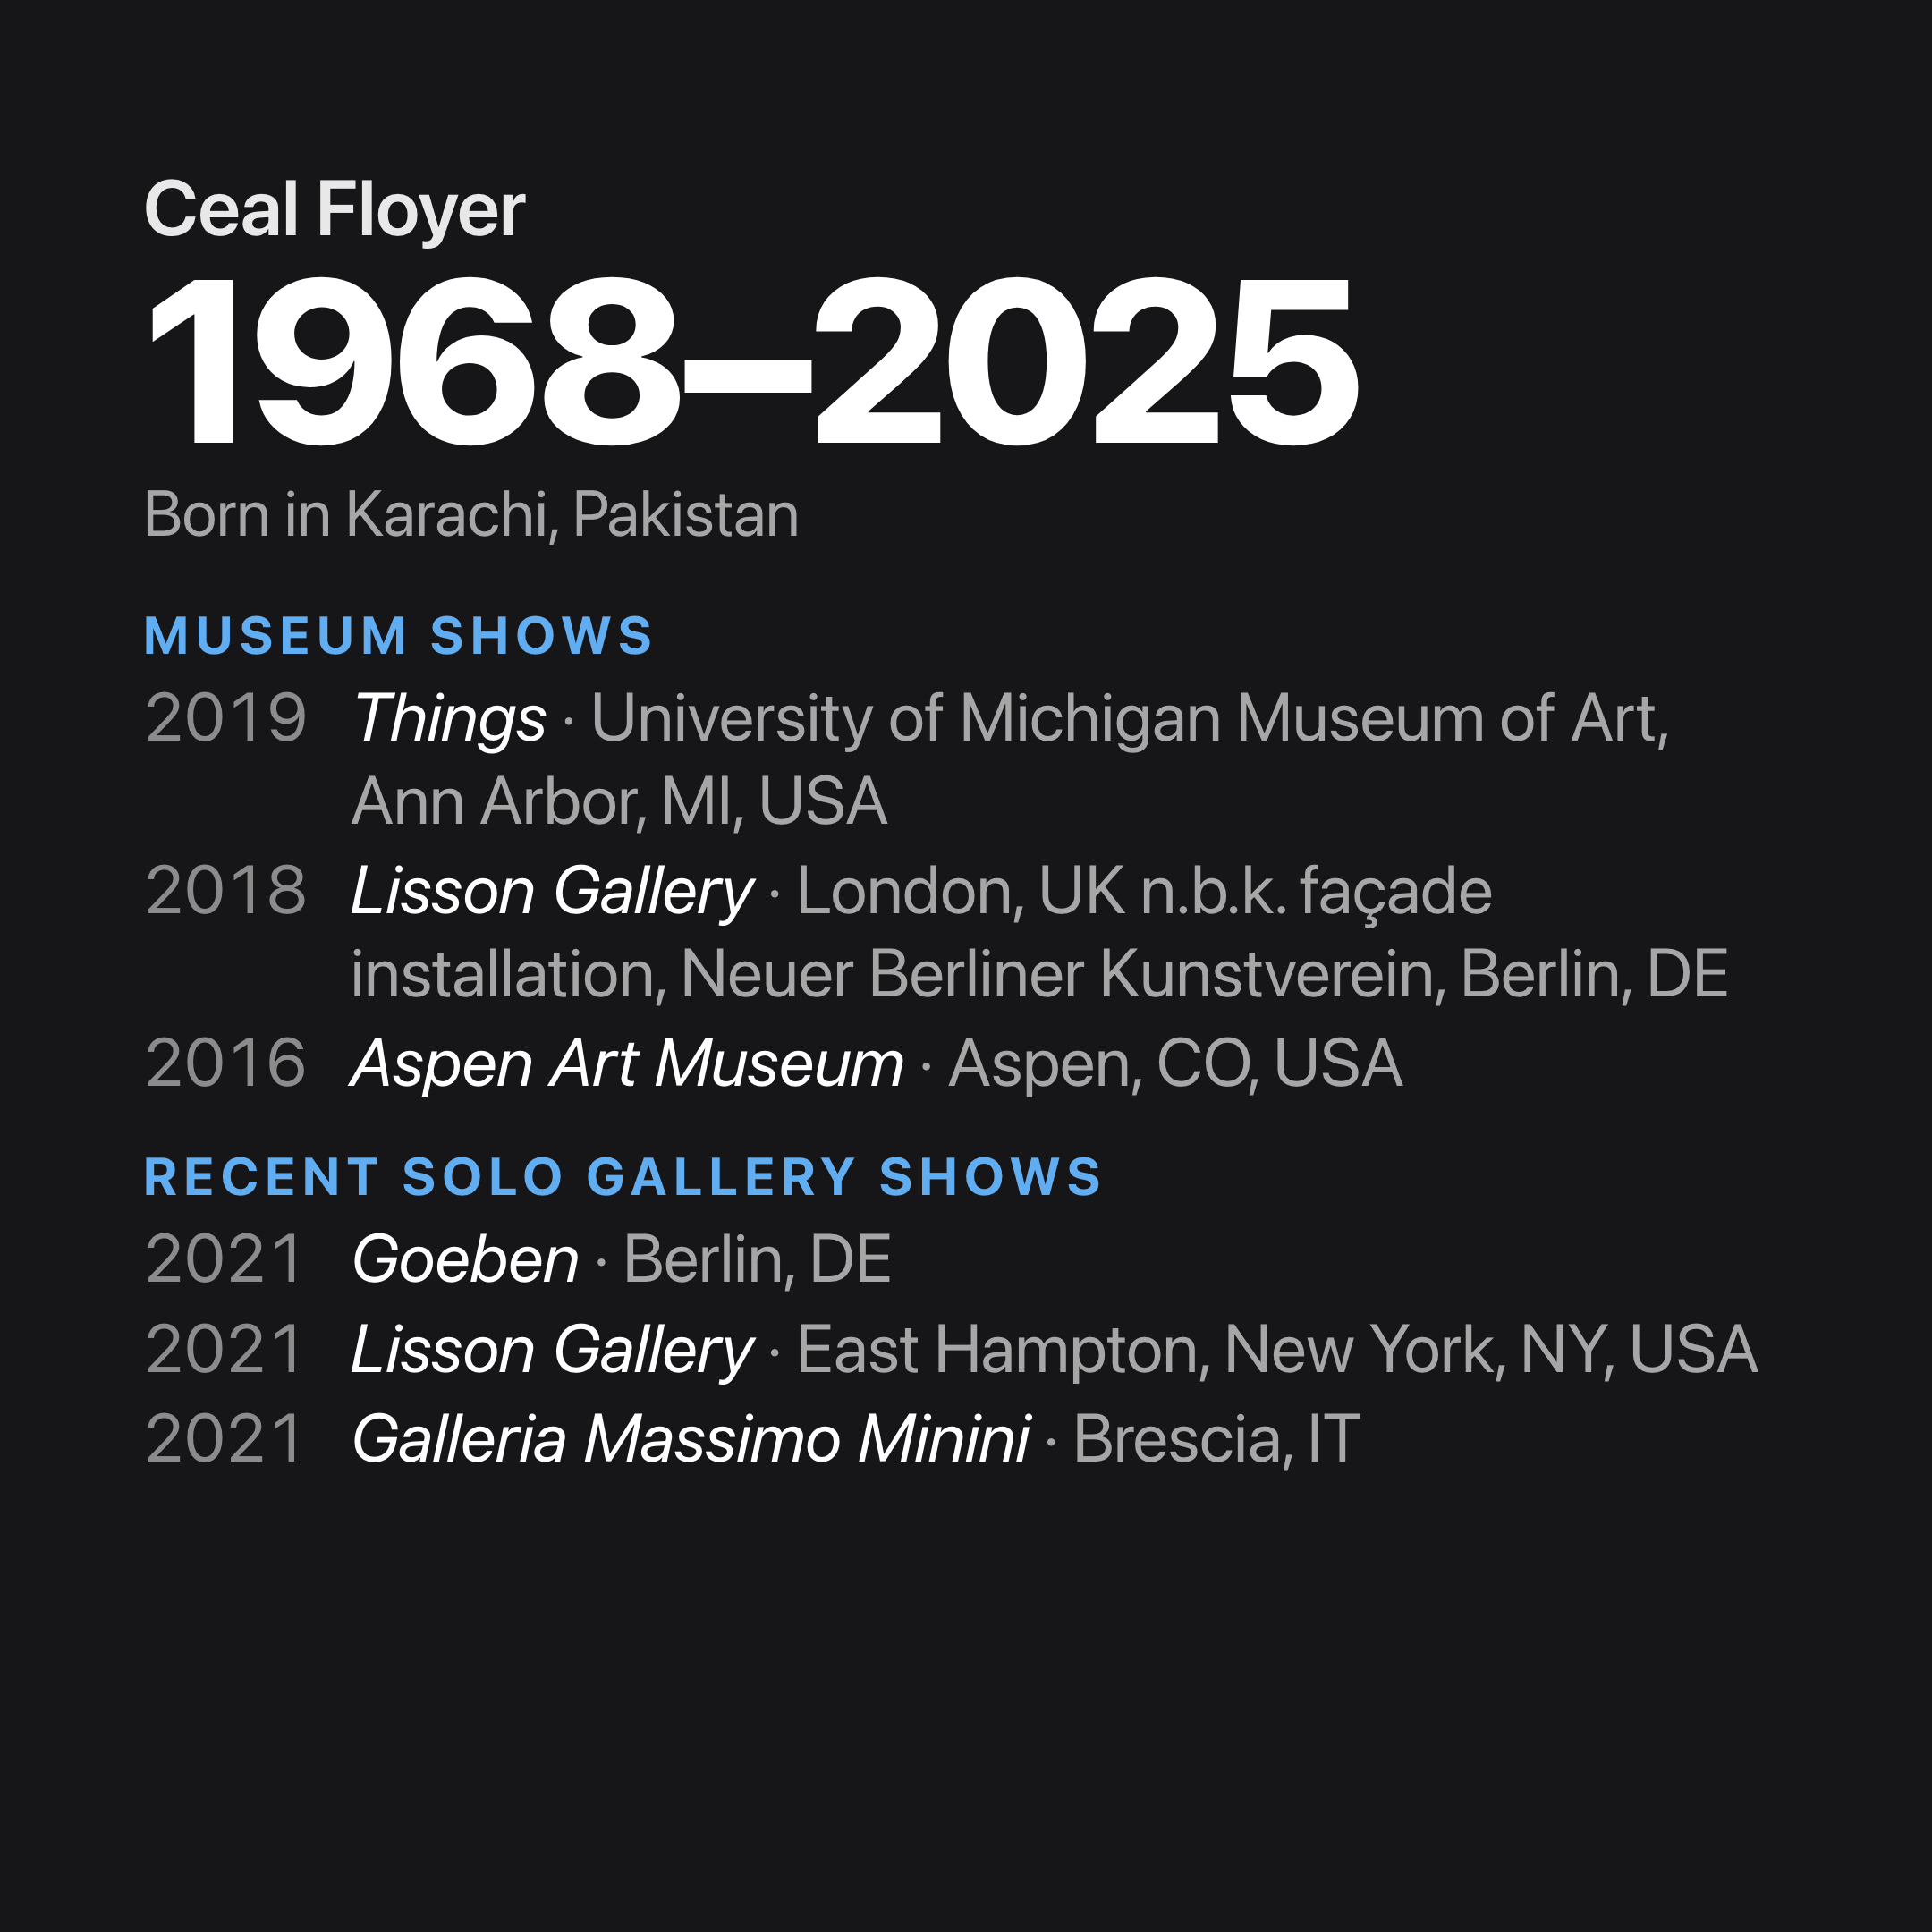 Ceal Floyer
1968–2025
Born in Karachi, Pakistan
MUSEUM SHOWS
2019 Things · University of Michigan Museum of Art,
Ann Arbor, MI, USA
2018 Lisson Gallery · London, UK n.b.k. façade
installation, Neuer Berliner Kunstverein, Berlin, DE
2016 Aspen Art Museum · Aspen, CO, USA
RECENT SOLO GALLERY SHOWS
2021 Goeben · Berlin, DE
2021 Lisson Gallery · East Hampton, New York, NY, USA
2021 Galleria Massimo Minini · Brescia, IT